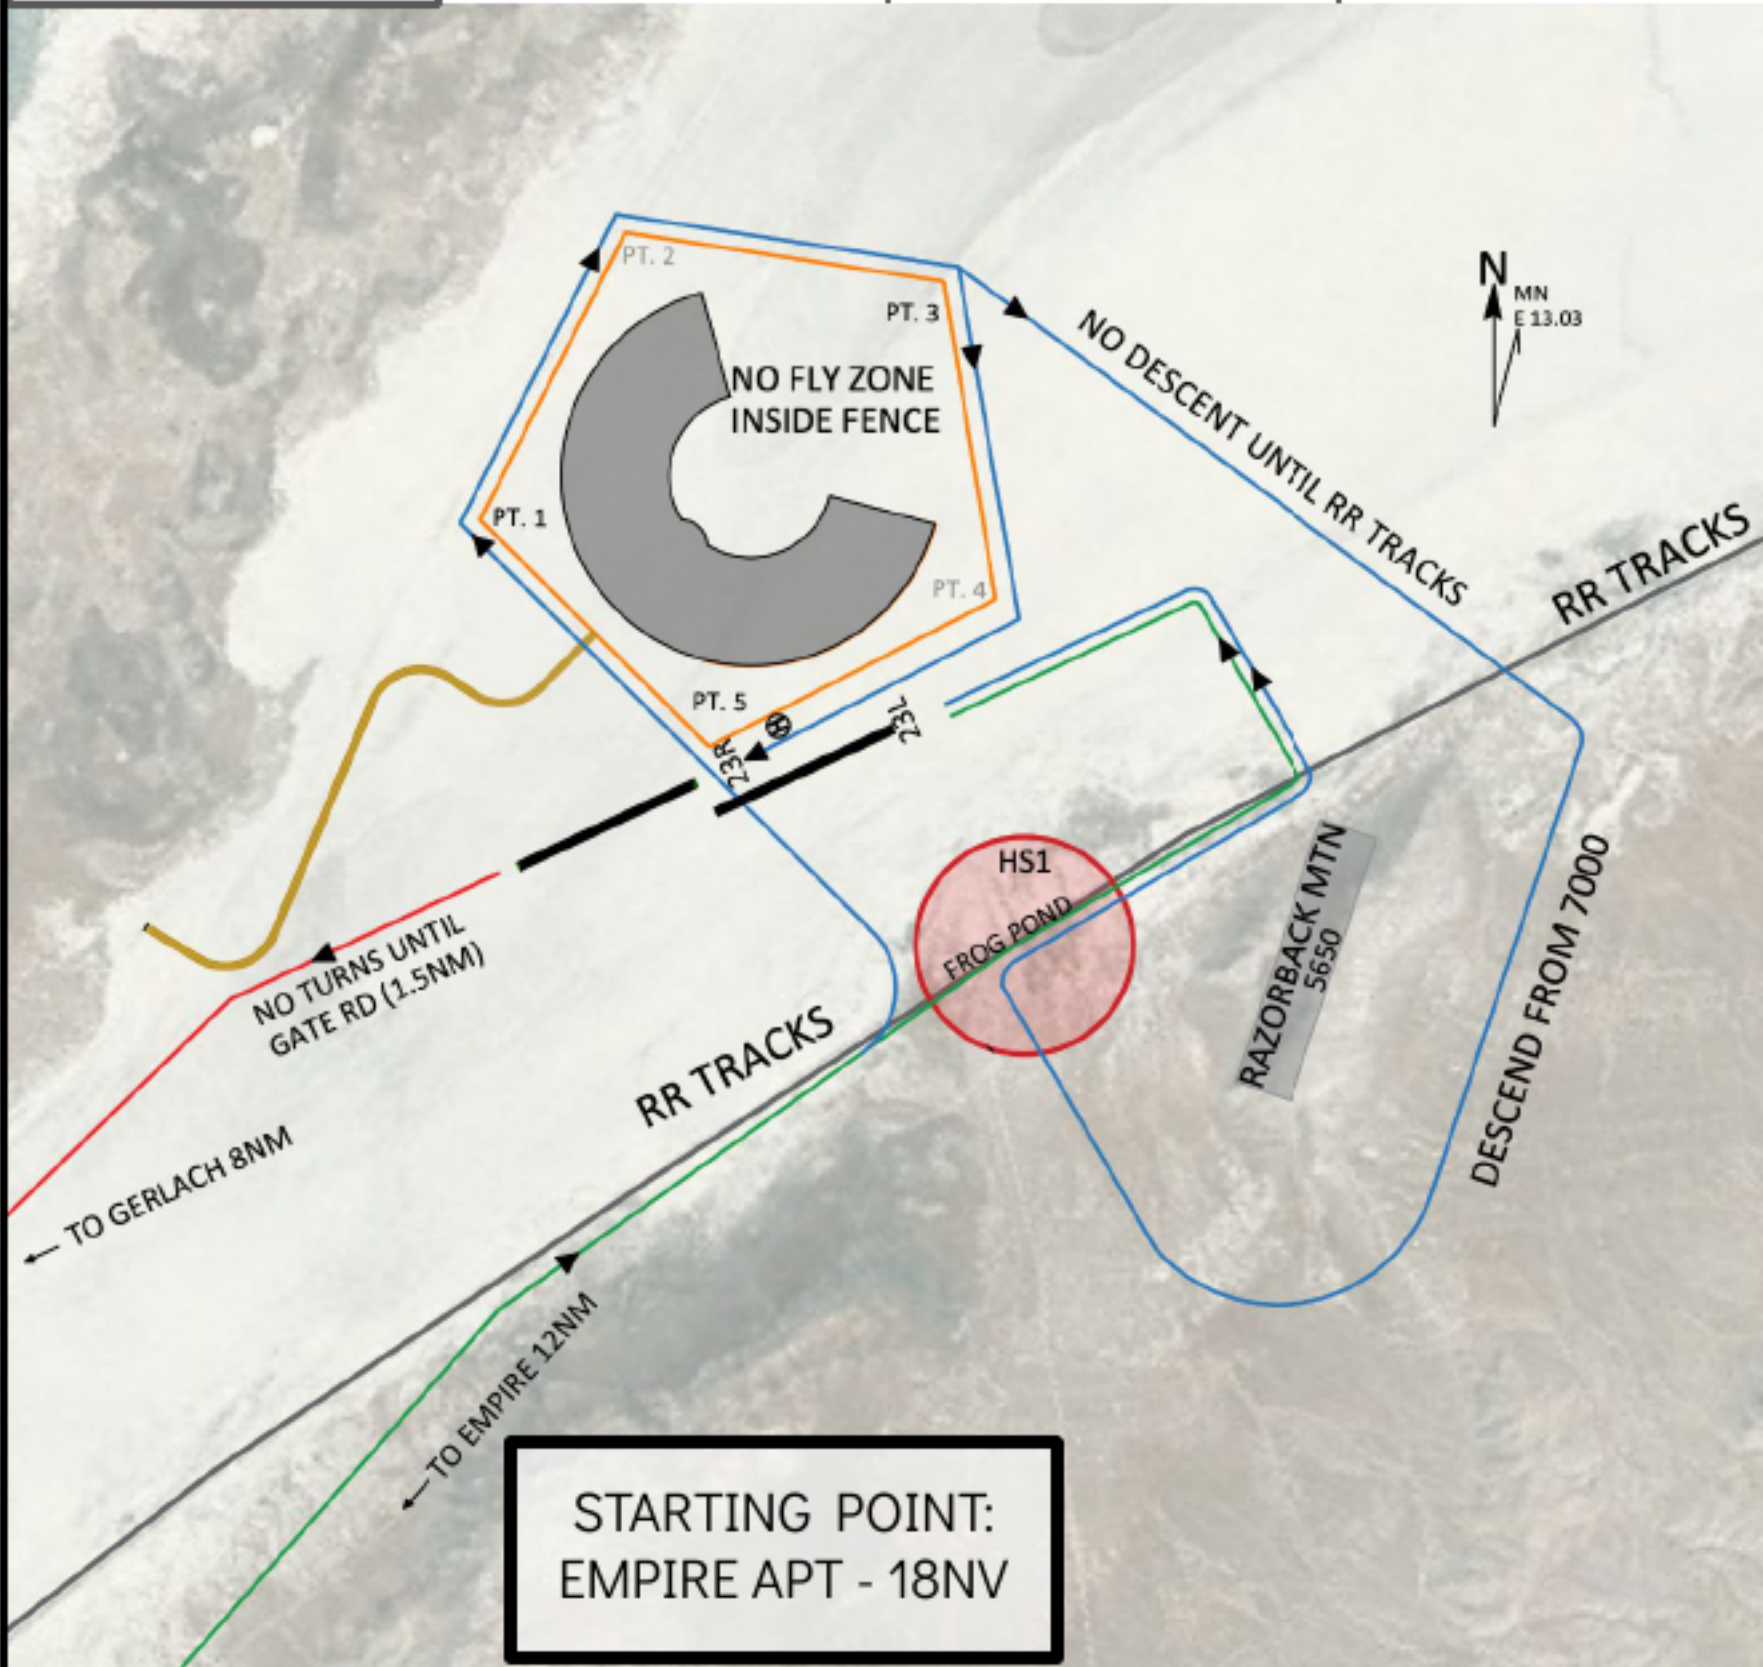 PT. 2
PT. 3
NO FLY ZONE
INSIDE FENCE
N
MN
E 13.03
NO DESCENT UNTIL RR TRACKS
PT. 1
RR TRACKS
PT. 4
PT. 5
23L
23R
HS1
FROG POND
RAZORBACK MTN
5650
DESCEND FROM 7000
NO TURNS UNTIL
GATE RD (1.5NM)
RR TRACKS
TO GERLACH 8NM
TO EMPIRE 12NM
STARTING POINT:
EMPIRE APT - 18NV